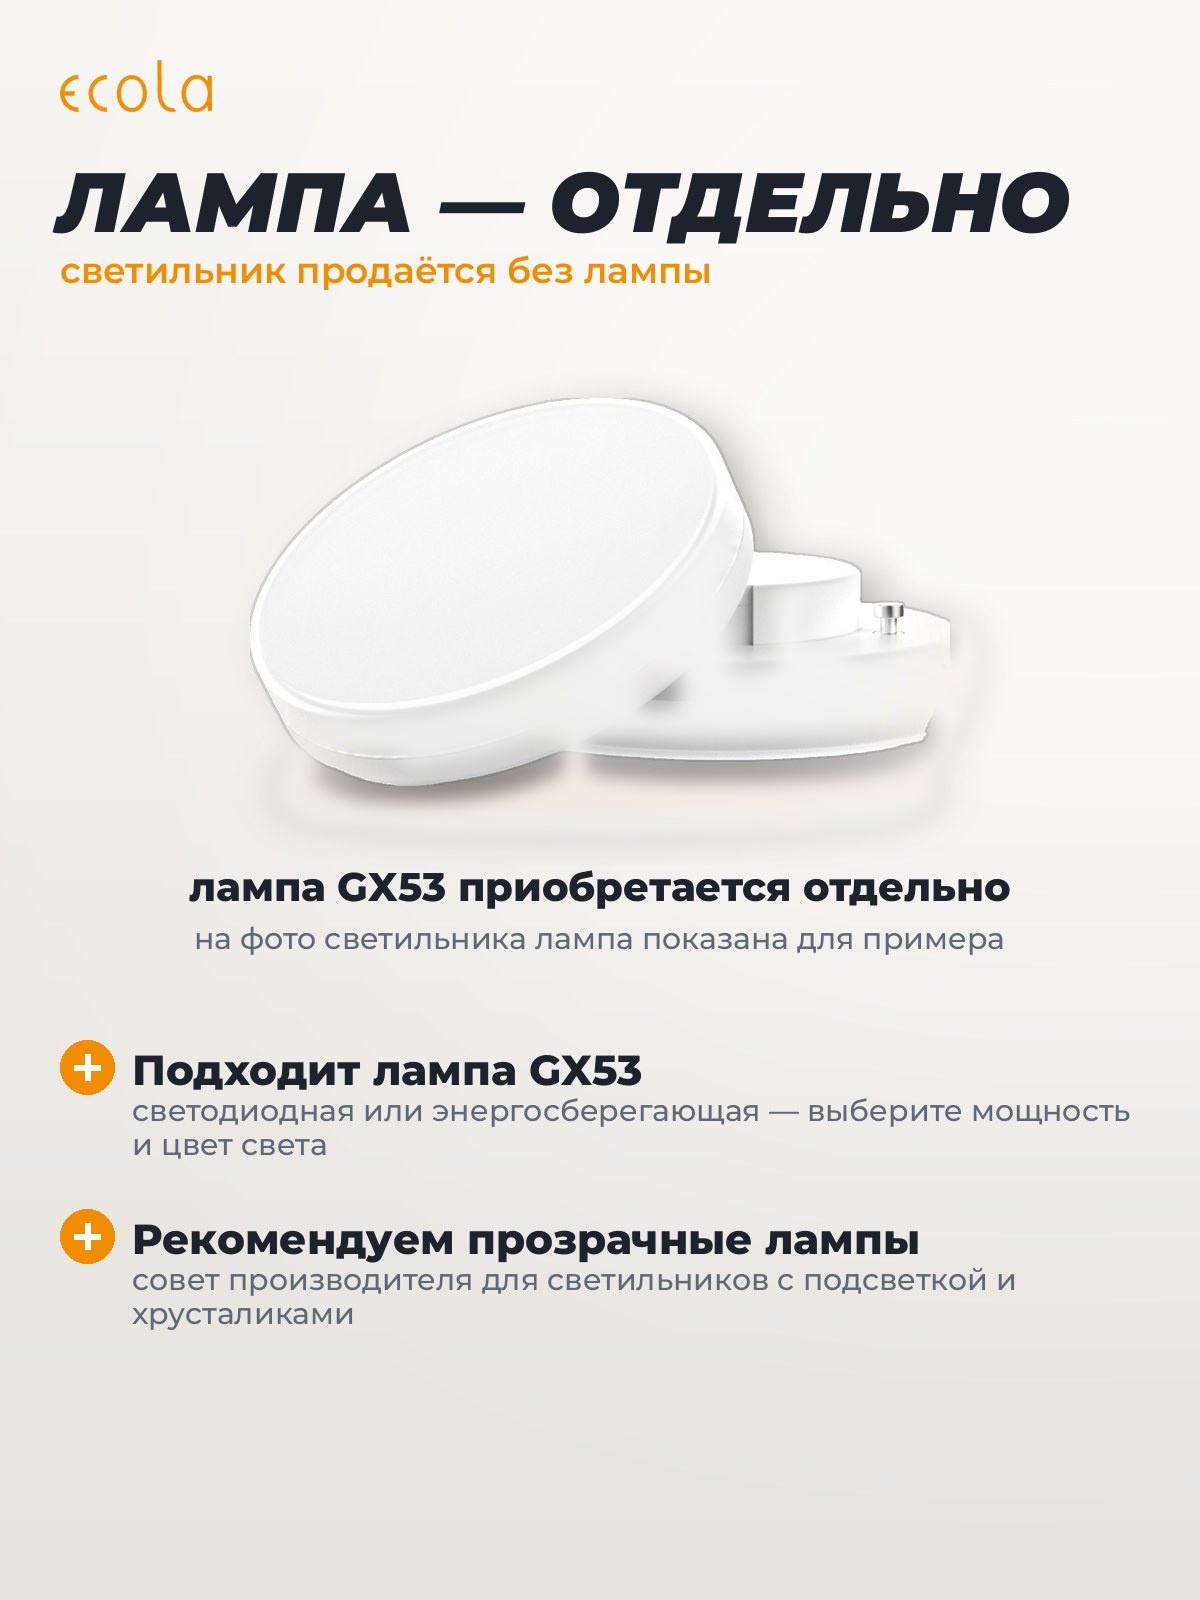 ecola
ЛАМПА — ОТДЕЛЬНО
светильник продаётся без лампы
лампа GX53 приобретается отдельно
на фото светильника лампа показана для примера
Подходит лампа GX53
светодиодная или энергосберегающая — выберите мощность
и цвет света
Рекомендуем прозрачные лампы
совет производителя для светильников с подсветкой и
хрусталиками